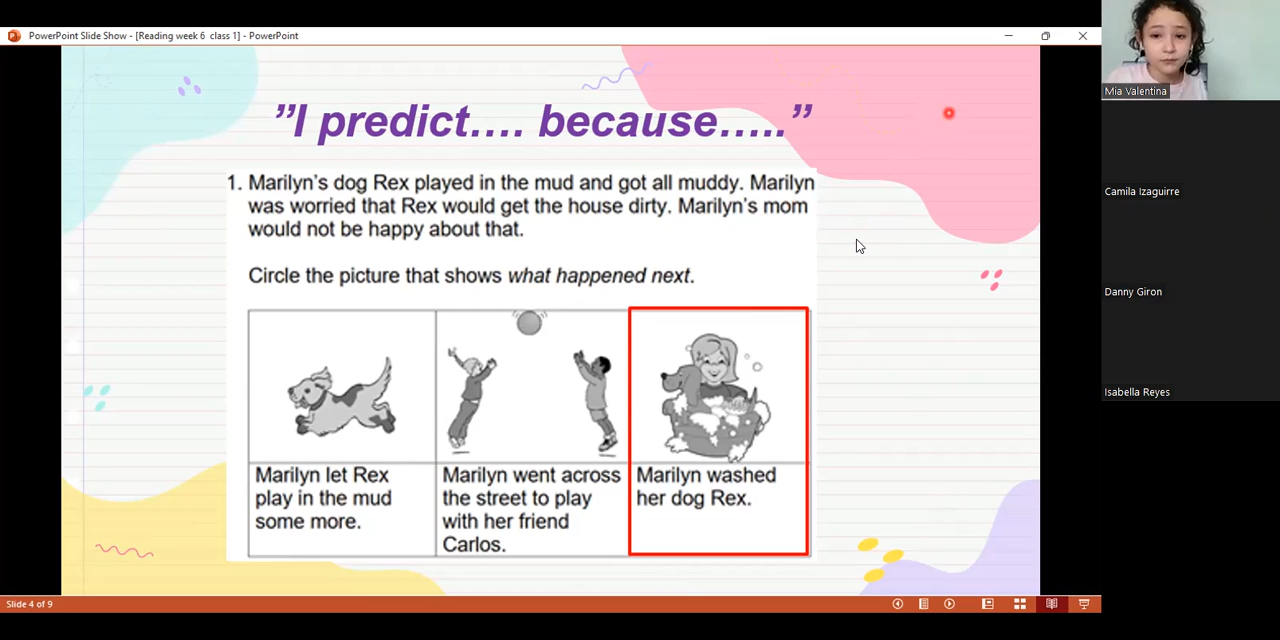 PowerPoint Slide Show - [Reading week 6  class 1] - PowerPoint
Mia Valentina
Camila Izaguirre
Danny Giron
Isabella Reyes
”I predict…. because…..”
1. Marilyn’s dog Rex played in the mud and got all muddy. Marilyn
was worried that Rex would get the house dirty. Marilyn’s mom
would not be happy about that.
Circle the picture that shows what happened next.
Marilyn let Rex
play in the mud
some more.
Marilyn went across
the street to play
with her friend
Carlos.
Marilyn washed
her dog Rex.
Slide 4 of 9